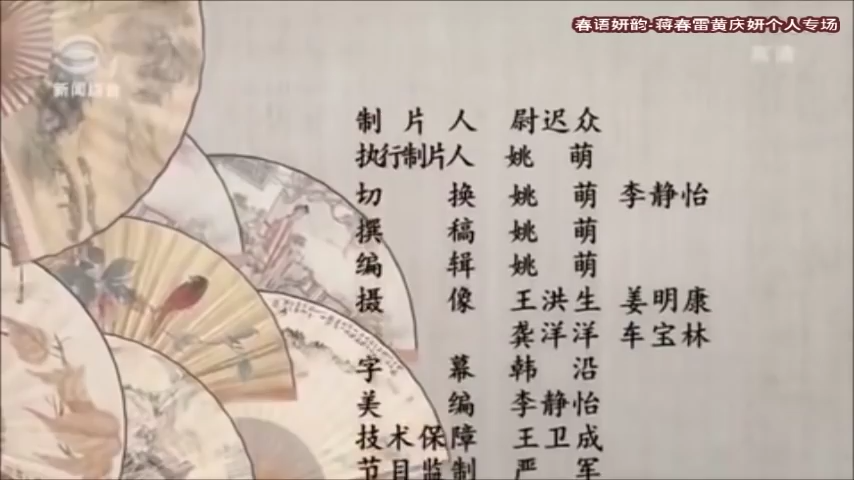 春语妍韵-蒋春雷黄庆妍个人专场
高清
新闻综合
制片人 尉迟众
执行制片人 姚萌
切换 姚萌 李静怡
撰稿 姚萌
编辑 姚萌
摄像 王洪生 姜明康
龚洋洋 车宝林
字幕 韩沿
美编 李静怡
技术保障 王卫成
节目监制 严军